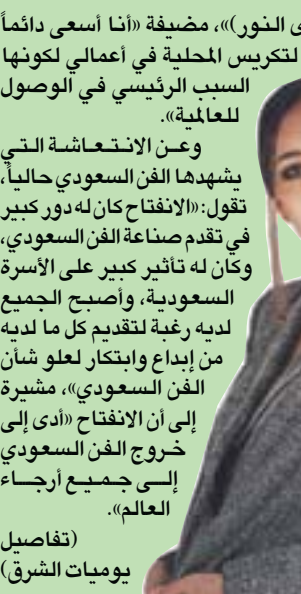 ى النور)»، مضيفة «أنا أسعى دائماً
لتكريس المحلية في أعمالي لكونها
السبب الرئيسي في الوصول
للعالمية».
وعن الانتعاشة التي
يشهدها الفن السعودي حالياً،
تقول: «الانفتاح كان له دور كبير
في تقدم صناعة الفن السعودي،
وكان له تأثير كبير على الأسرة
السعودية، وأصبح الجميع
لديه رغبة لتقديم كل ما لديه
من إبداع وابتكار لعلو شأن
الفن السعودي»، مشيرة
إلى أن الانفتاح «أدى إلى
خروج الفن السعودي
إلى جميع أرجاء
العالم».
(تفاصيل
يوميات الشرق)